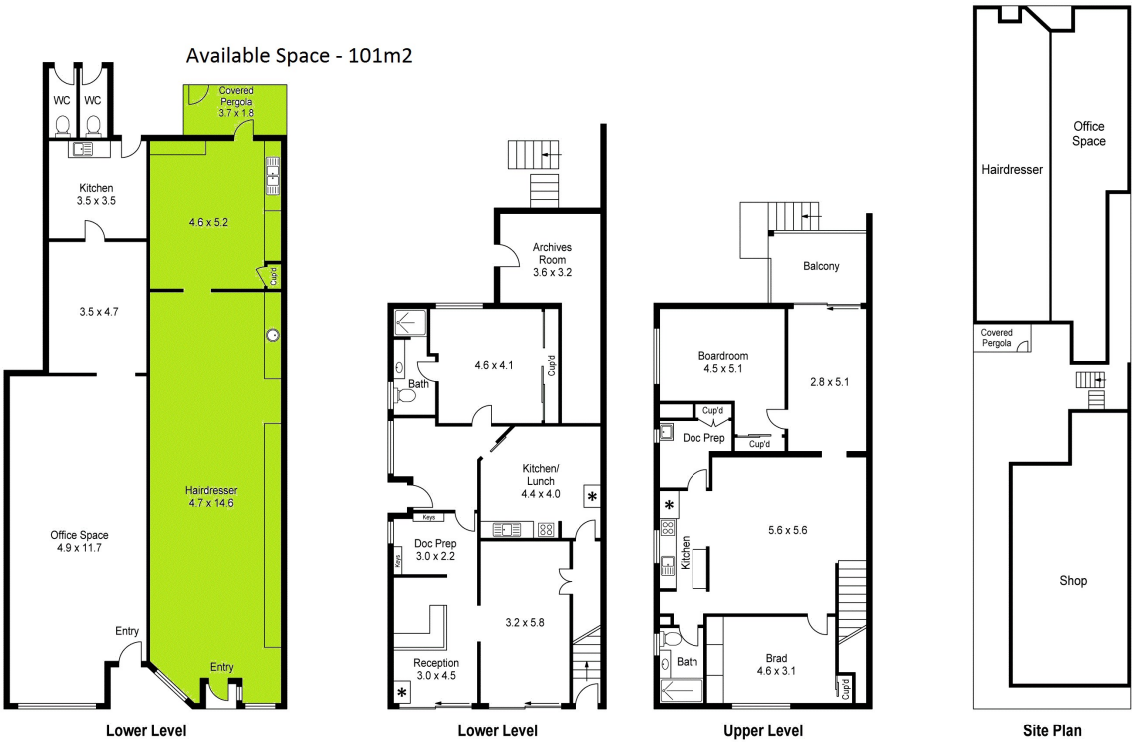 Available Space - 101m2
WC
WC
Covered
Pergola
3.7 x 1.8
Kitchen
3.5 x 3.5
4.6 x 5.2
Cup'd
3.5 x 4.7
Hairdresser
4.7 x 14.6
Office Space
4.9 x 11.7
Entry
Entry
Lower Level
Archives
Room
3.6 x 3.2
4.6 x 4.1
Cup'd
Bath
Kitchen/
Lunch
4.4 x 4.0
*
Keys
Doc Prep
3.0 x 2.2
Keys
3.2 x 5.8
Reception
3.0 x 4.5
*
Lower Level
Balcony
Boardroom
4.5 x 5.1
2.8 x 5.1
Cup'd
Doc Prep
Cup'd
*
5.6 x 5.6
Kitchen
Bath
Brad
4.6 x 3.1
Cup'd
Upper Level
Office
Space
Hairdresser
Covered
Pergola
Shop
Site Plan